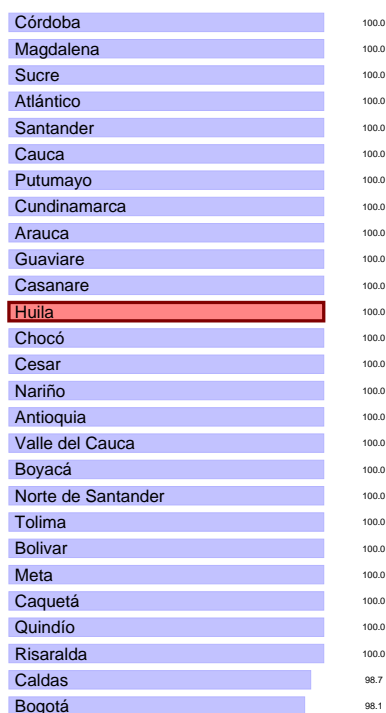 Córdoba 100.0
Magdalena 100.0
Sucre 100.0
Atlántico 100.0
Santander 100.0
Cauca 100.0
Putumayo 100.0
Cundinamarca 100.0
Arauca 100.0
Guaviare 100.0
Casanare 100.0
Huila 100.0
Chocó 100.0
Cesar 100.0
Nariño 100.0
Antioquia 100.0
Valle del Cauca 100.0
Boyacá 100.0
Norte de Santander 100.0
Tolima 100.0
Bolivar 100.0
Meta 100.0
Caquetá 100.0
Quindío 100.0
Risaralda 100.0
Caldas 98.7
Bogotá 98.1